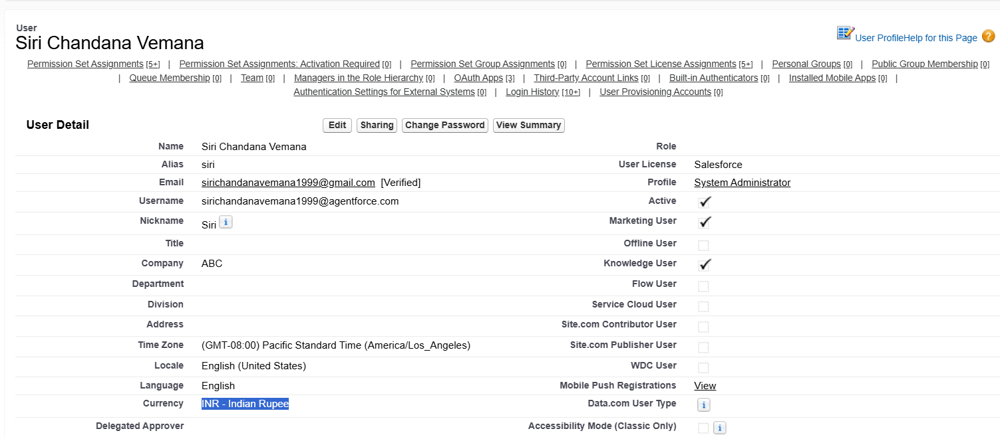 User
Siri Chandana Vemana
User ProfileHelp for this Page ?
Permission Set Assignments [5+] | Permission Set Assignments: Activation Required [0] | Permission Set Group Assignments [0] | Permission Set License Assignments [5+] | Personal Groups [0] | Public Group Membership [0]
| Queue Membership [0] | Team [0] | Managers in the Role Hierarchy [0] | OAuth Apps [3] | Third-Party Account Links [0] | Built-in Authenticators [0] | Installed Mobile Apps [0] |
Authentication Settings for External Systems [0] | Login History [10+] | User Provisioning Accounts [0]
User Detail Edit Sharing Change Password View Summary
Name Siri Chandana Vemana Role
Alias siri User License Salesforce
Email sirichandanavemana1999@gmail.com [Verified] Profile System Administrator
Username sirichandanavemana1999@agentforce.com Active ✓
Nickname Siri i Marketing User ✓
Title Offline User
Company ABC Knowledge User ✓
Department Flow User
Division Service Cloud User
Address Site.com Contributor User
Time Zone (GMT-08:00) Pacific Standard Time (America/Los_Angeles) Site.com Publisher User
Locale English (United States) WDC User
Language English Mobile Push Registrations View
Currency INR - Indian Rupee Data.com User Type i
Delegated Approver Accessibility Mode (Classic Only) i